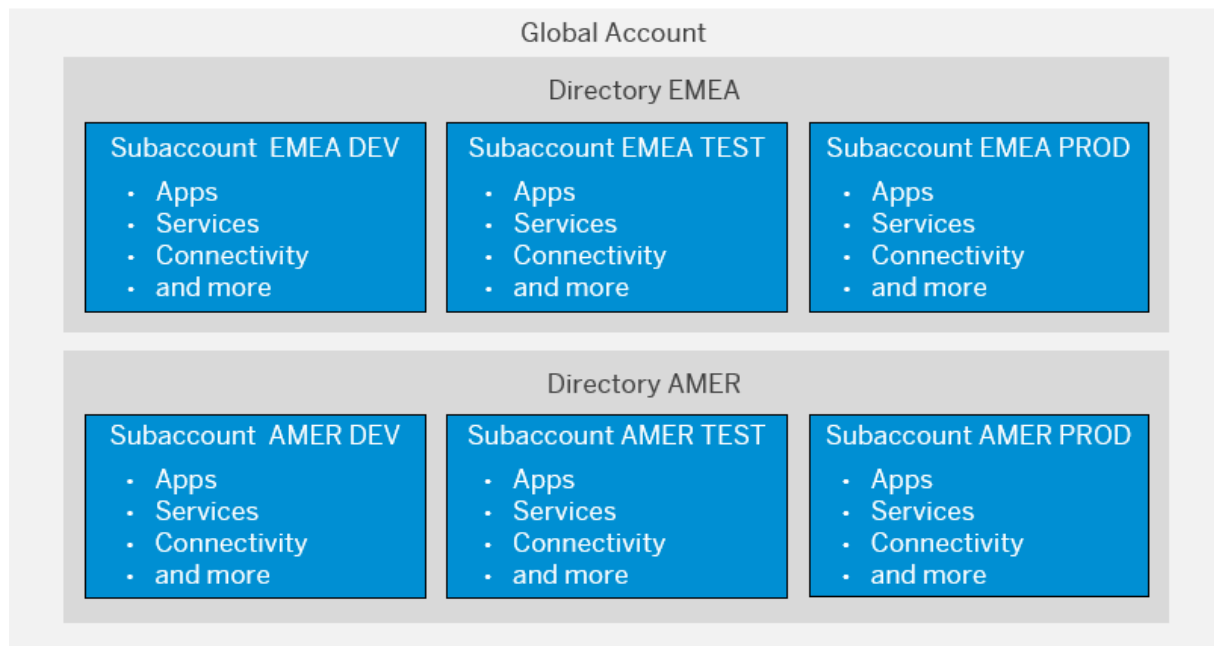 Global Account
Directory EMEA
Subaccount EMEA DEV
• Apps
• Services
• Connectivity
• and more
Subaccount EMEA TEST
• Apps
• Services
• Connectivity
• and more
Subaccount EMEA PROD
• Apps
• Services
• Connectivity
• and more
Directory AMER
Subaccount AMER DEV
• Apps
• Services
• Connectivity
• and more
Subaccount AMER TEST
• Apps
• Services
• Connectivity
• and more
Subaccount AMER PROD
• Apps
• Services
• Connectivity
• and more